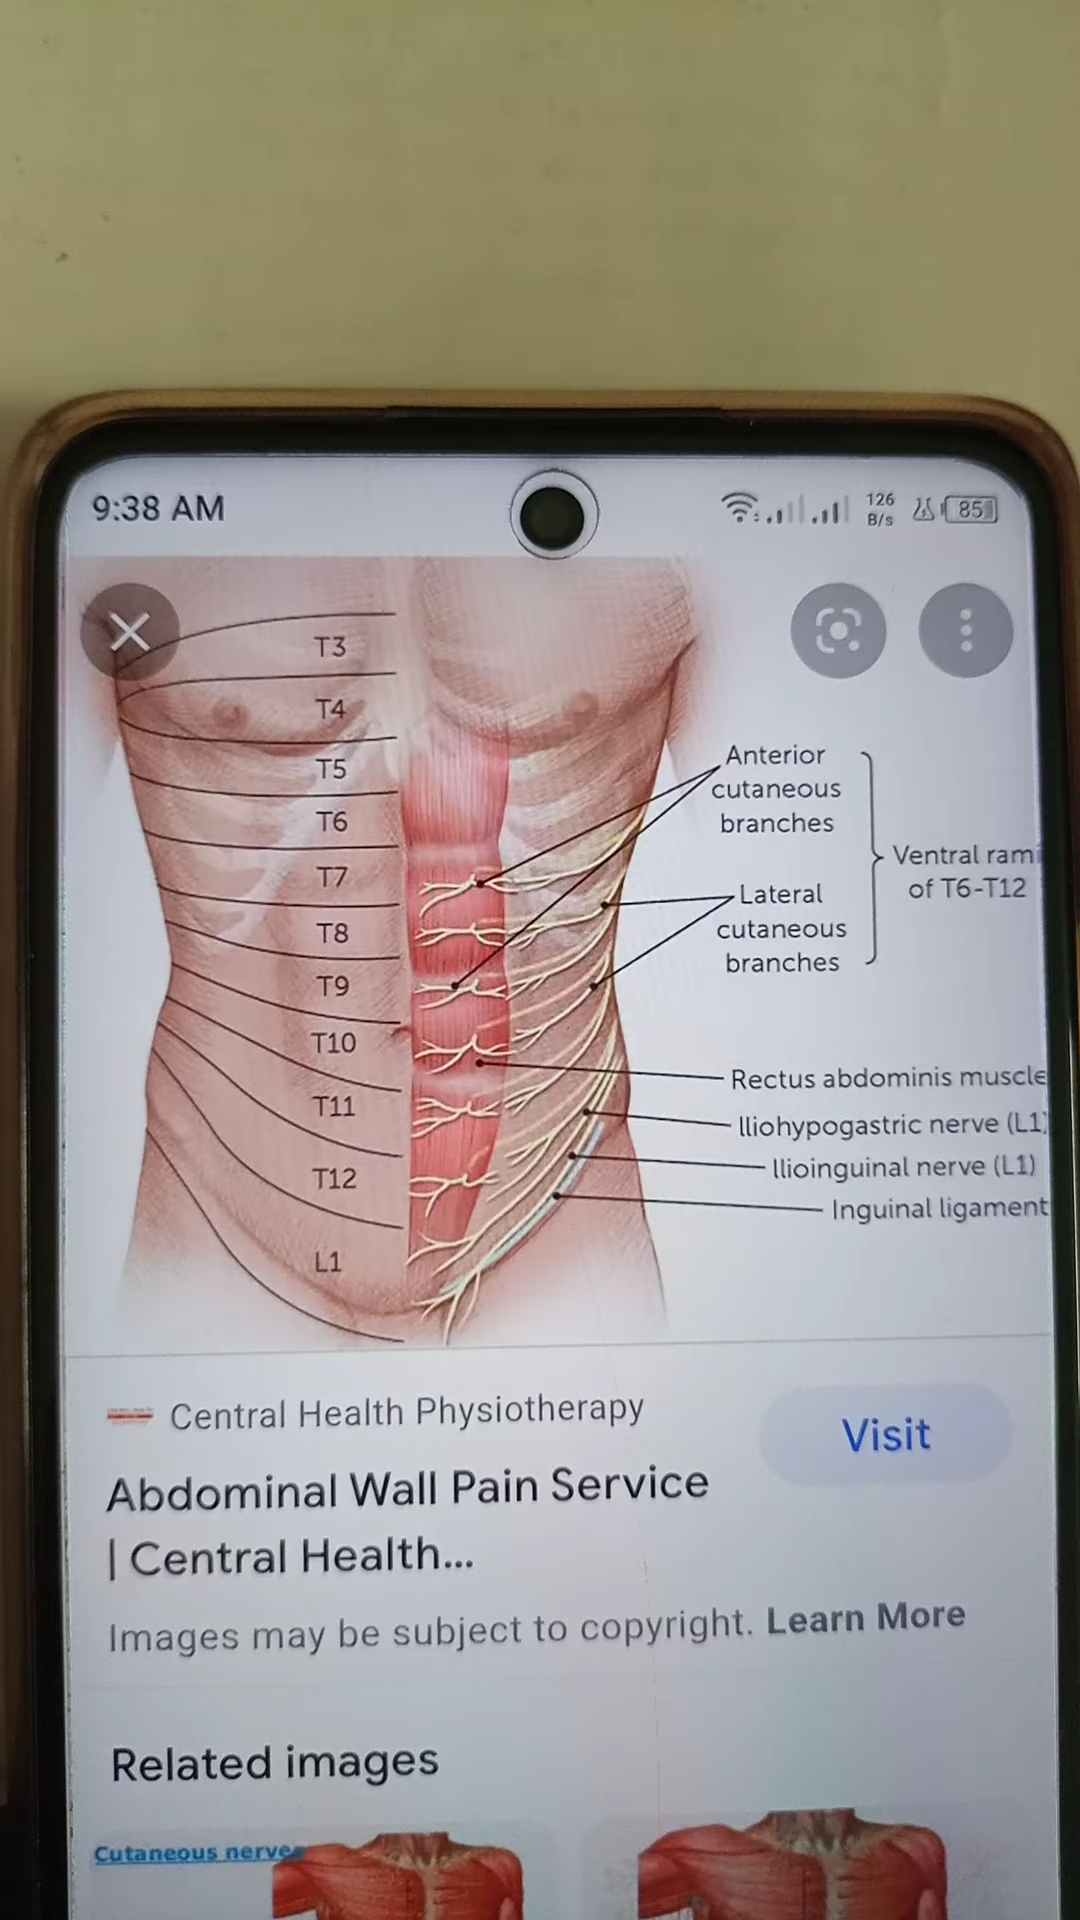 9:38 AM
126
B/s
85
T3
T4
T5
T6
T7
T8
T9
T10
T11
T12
L1
Anterior
cutaneous
branches
Lateral
cutaneous
branches
Ventral rami
of T6-T12
Rectus abdominis muscle
Iliohypogastric nerve (L1)
Ilioinguinal nerve (L1)
Inguinal ligament
Central Health Physiotherapy
Visit
Abdominal Wall Pain Service
| Central Health...
Images may be subject to copyright. Learn More
Related images
Cutaneous nerves